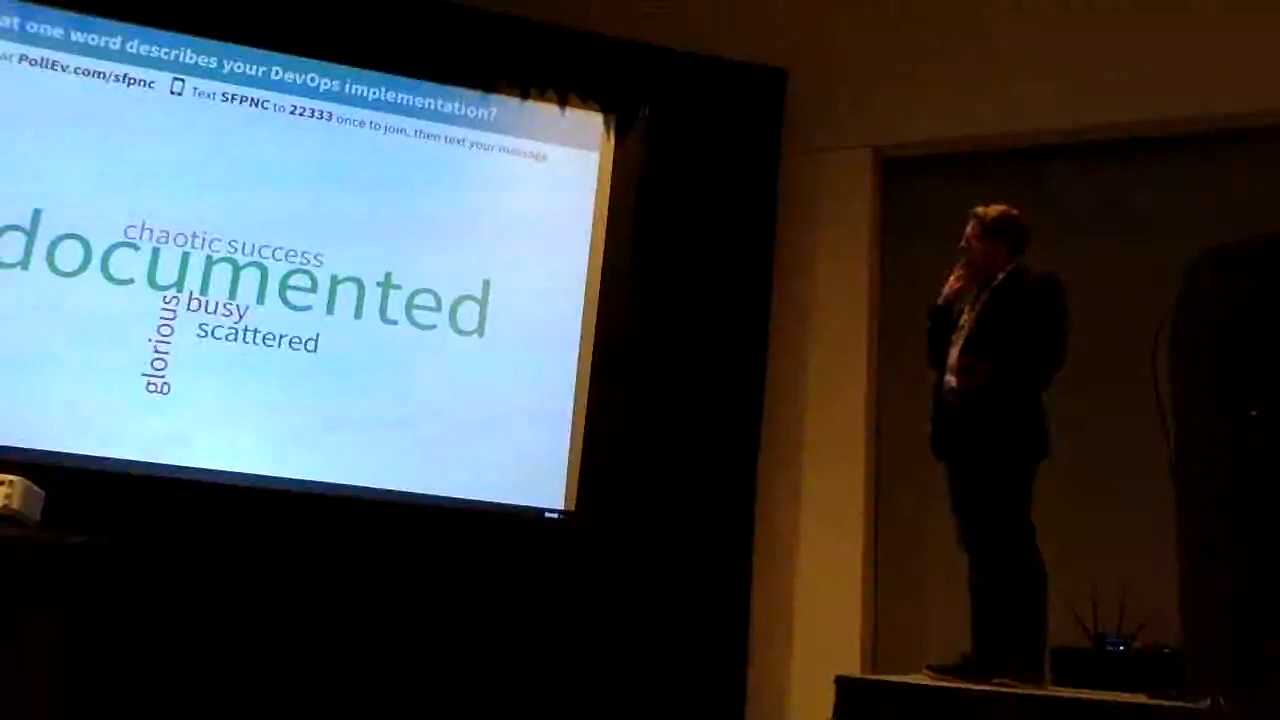 at one word describes your DevOps implementation?
at PollEv.com/sfpnc Text SFPNC to 22333 once to join, then text your message
chaotic success
documented
busy
scattered
glorious